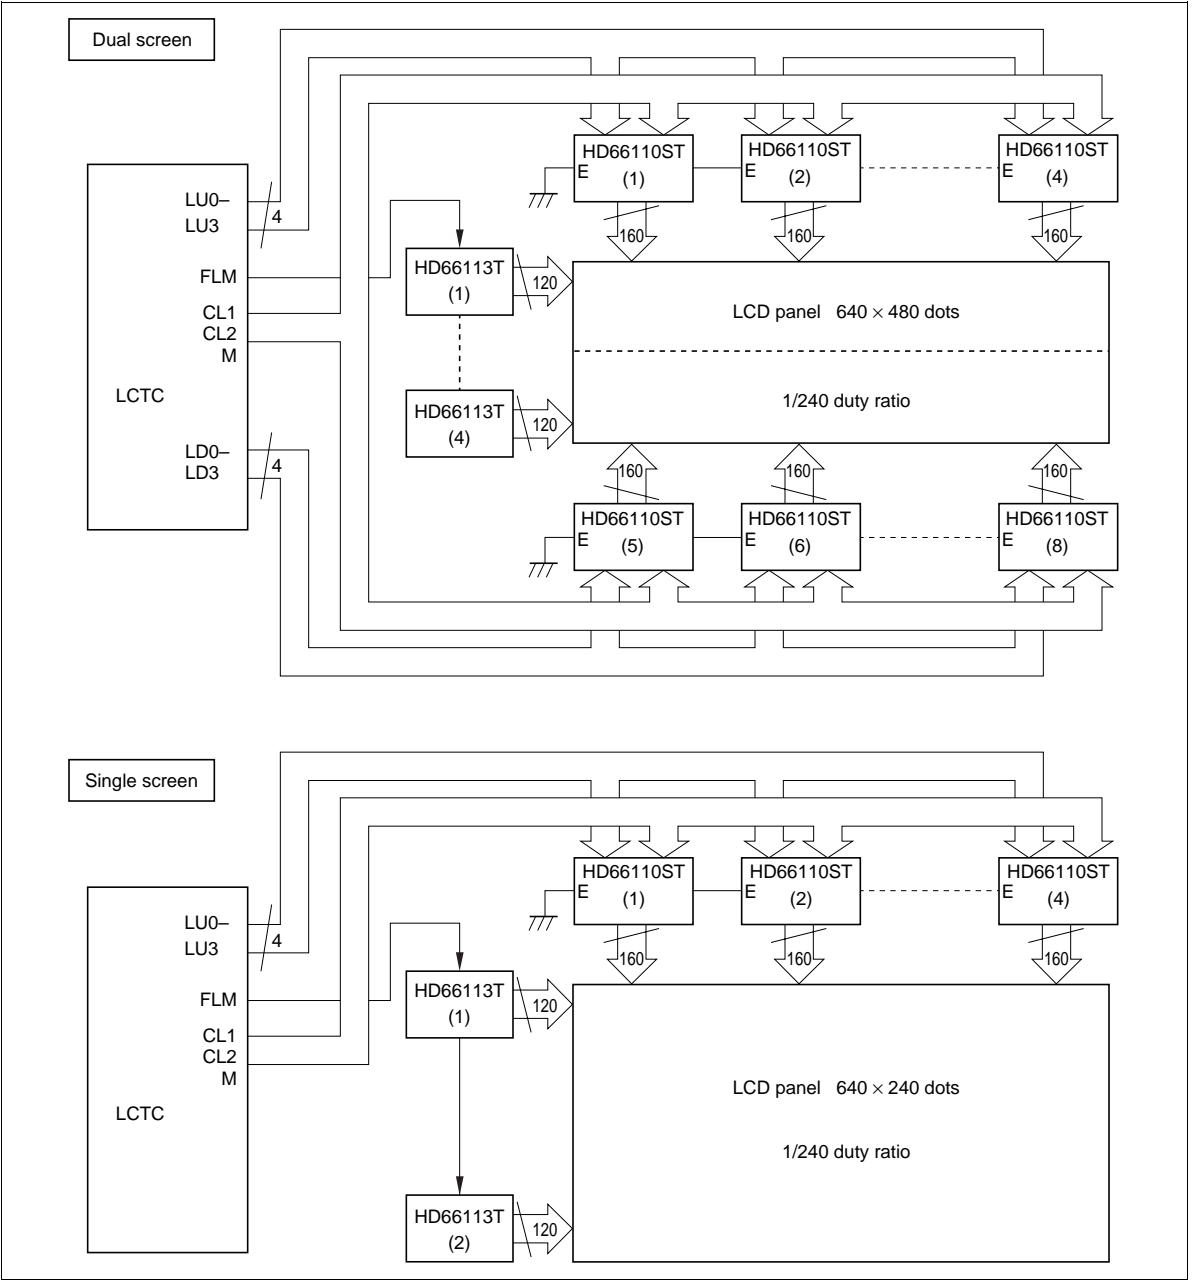 Dual screen
HD66110ST
E
(1)
HD66110ST
E
(2)
HD66110ST
E
(4)
LU0–
LU3
4
160
160
160
FLM
HD66113T
(1)
120
CL1
CL2
M
LCD panel 640 × 480 dots
LCTC
1/240 duty ratio
HD66113T
(4)
120
LD0–
LD3
4
160
160
160
HD66110ST
E
(5)
HD66110ST
E
(6)
HD66110ST
E
(8)
Single screen
HD66110ST
E
(1)
HD66110ST
E
(2)
HD66110ST
E
(4)
LU0–
LU3
4
160
160
160
FLM
HD66113T
(1)
120
CL1
CL2
M
LCD panel 640 × 240 dots
LCTC
1/240 duty ratio
HD66113T
(2)
120